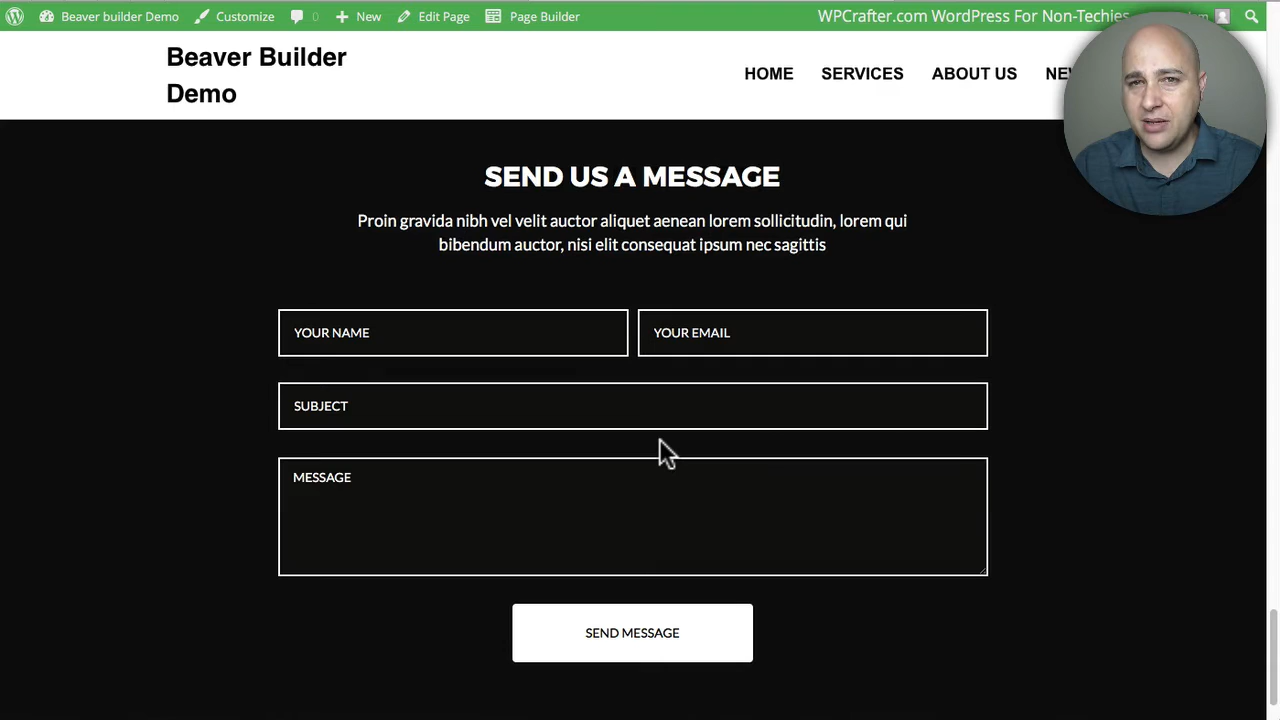 Beaver builder Demo Customize 0 New Edit Page Page Builder WPCrafter.com WordPress For Non-Techies
Beaver Builder
Demo
HOME SERVICES ABOUT US
SEND US A MESSAGE
Proin gravida nibh vel velit auctor aliquet aenean lorem sollicitudin, lorem qui
bibendum auctor, nisi elit consequat ipsum nec sagittis
YOUR NAME YOUR EMAIL
SUBJECT
MESSAGE
SEND MESSAGE